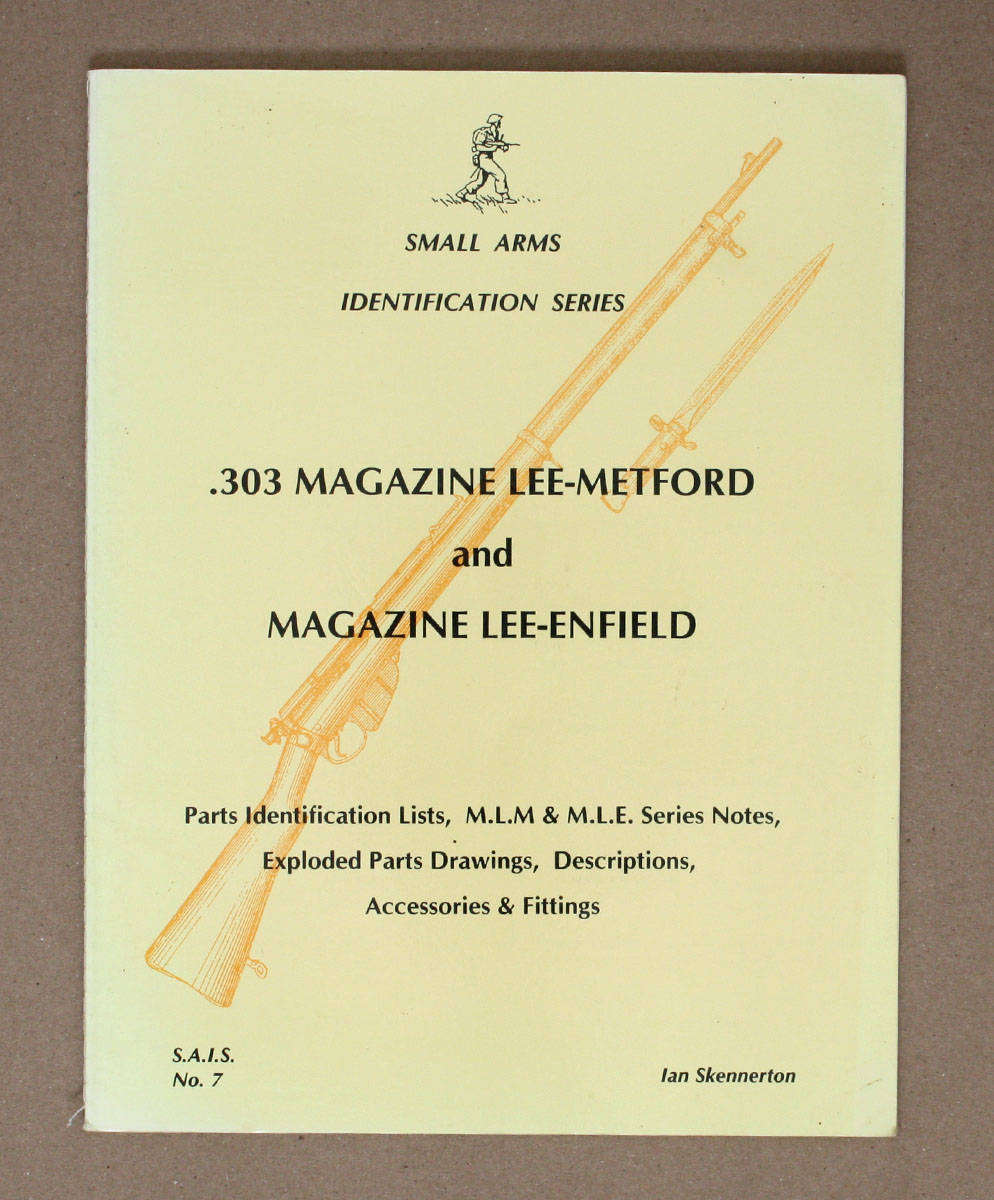 SMALL ARMS
IDENTIFICATION SERIES
.303 MAGAZINE LEE-METFORD
and
MAGAZINE LEE-ENFIELD
Parts Identification Lists, M.L.M & M.L.E. Series Notes,
Exploded Parts Drawings, Descriptions,
Accessories & Fittings
S.A.I.S.
No. 7
Ian Skennerton